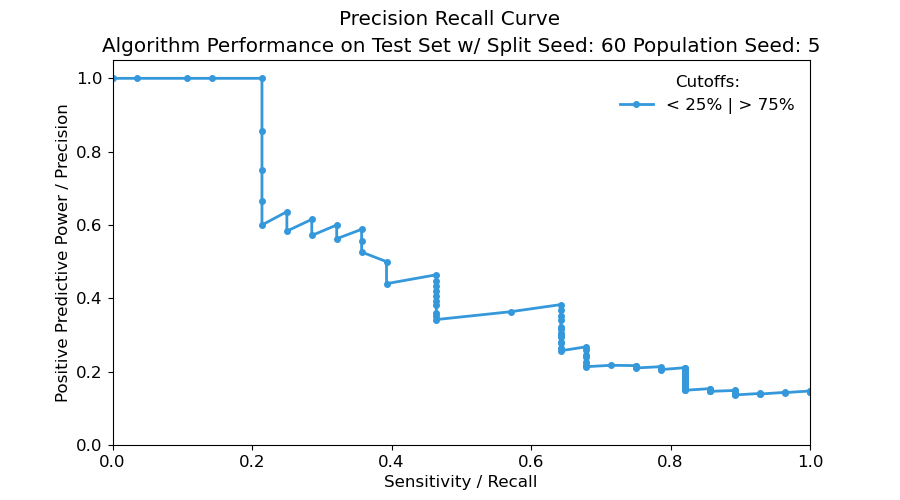 Precision Recall Curve
Algorithm Performance on Test Set w/ Split Seed: 60 Population Seed: 5
Cutoffs:
< 25% | > 75%
Positive Predictive Power / Precision
1.0
0.8
0.6
0.4
0.2
0.0
0.0 0.2 0.4 0.6 0.8 1.0
Sensitivity / Recall